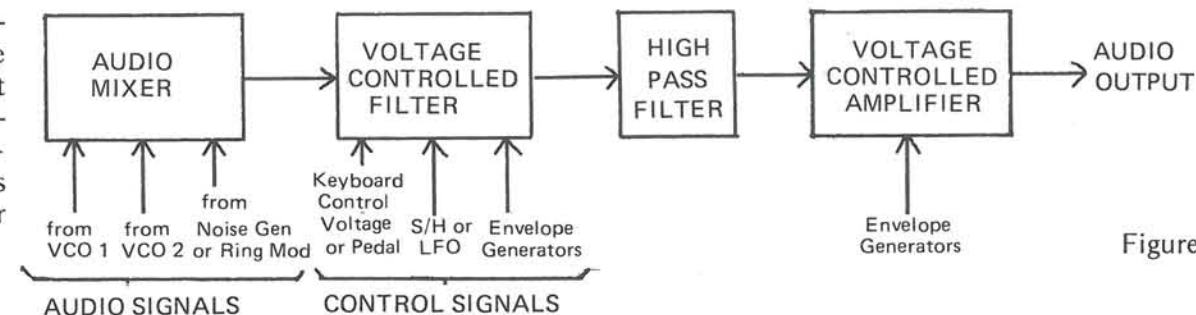 AUDIO
MIXER
VOLTAGE
CONTROLLED
FILTER
HIGH
PASS
FILTER
VOLTAGE
CONTROLLED
AMPLIFIER
AUDIO
OUTPUT
from
VCO 1
from
VCO 2
from
Noise Gen
or Ring Mod
Keyboard
Control
Voltage
or Pedal
S/H or
LFO
Envelope
Generators
Envelope
Generators
AUDIO SIGNALS
CONTROL SIGNALS
Figure